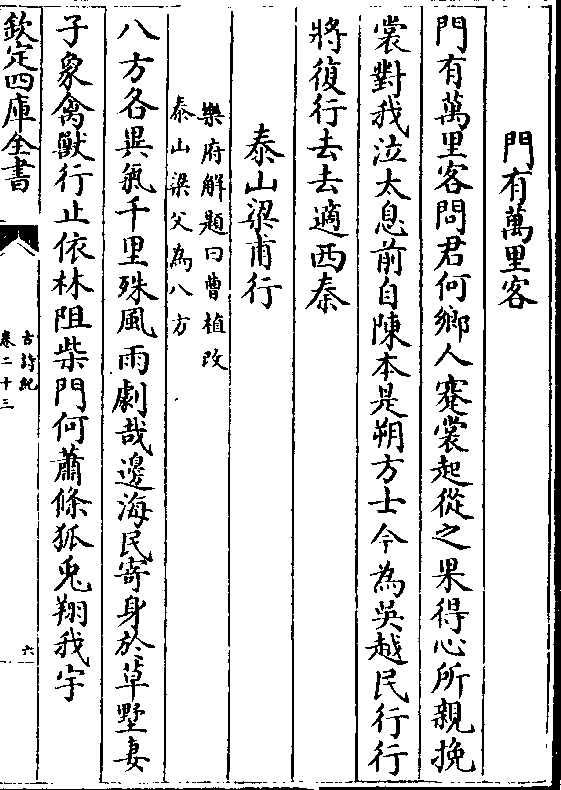 門有萬里客
門有萬里客問君何鄉人蹇裳起從之果得心所親挽
裳對我泣太息前自陳本是朔方士今為吳越民行行
將復行去去適西秦
泰山梁甫行
樂府解題曰曹植改
泰山梁父為八方
八方各異氣千里殊風雨劇哉邊海民寄身於草墅妻
子象禽獸行止依林阻柴門何蕭條狐兎翔我宇
欽定四庫全書
古詩紀
卷二十三
六